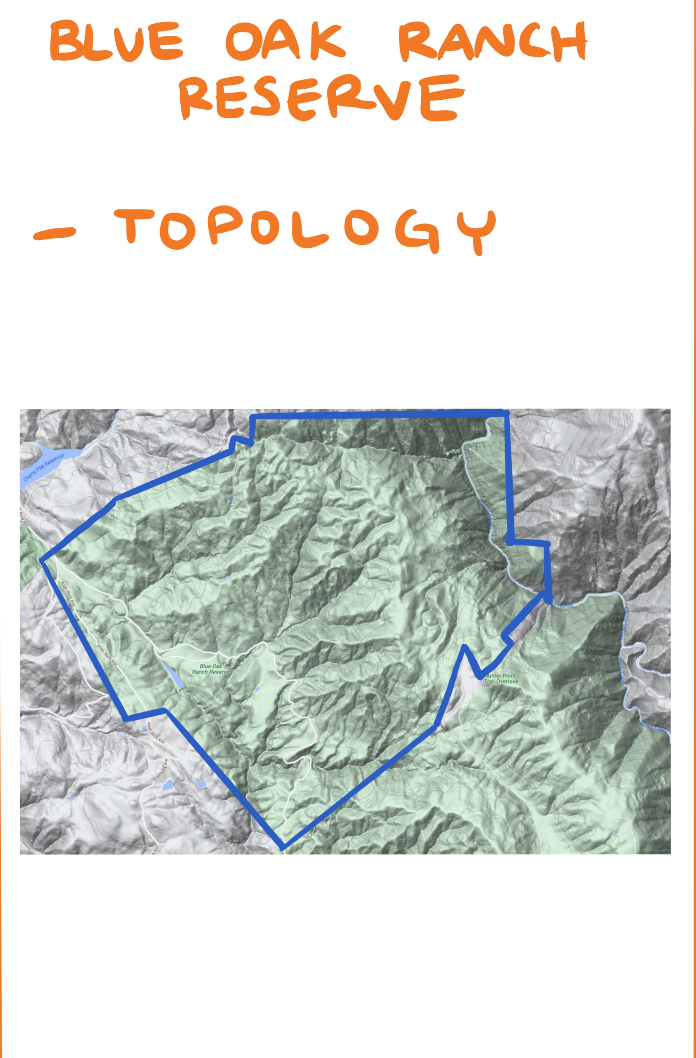 BLUE OAK RANCH
RESERVE
- TOPOLOGY
Cherry Flat Reservoir
Blue Oak
Ranch Reserve
Antler Point
Trail Overlook